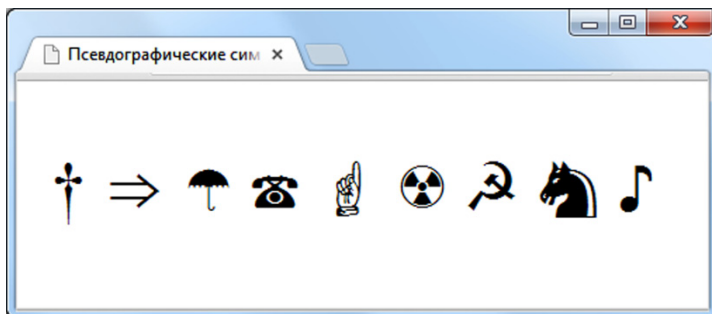 Псевдографические сим
† ⇒ ☂ ☎ ☝ ☢ ☭ ♞ ♪